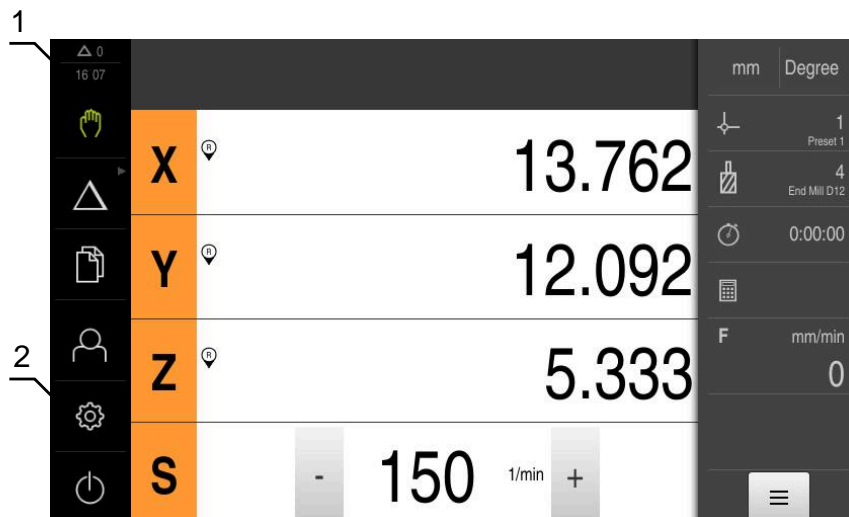 1
0
16 07
mm Degree
1
Preset 1
X R 13.762
4
End Mill D12
Y R 12.092
0:00:00
2
Z R 5.333
F mm/min
0
S - 150 1/min +